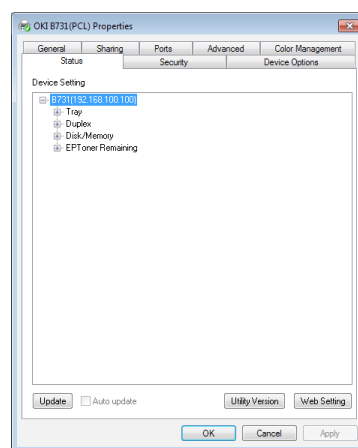 OKI B731(PCL) Properties
General Sharing Ports Advanced Color Management
Status Security Device Options
Device Setting
B731(192.168.100.100)
Tray
Duplex
Disk/Memory
EPToner Remaining
Update Auto update Utility Version Web Setting
OK Cancel Apply